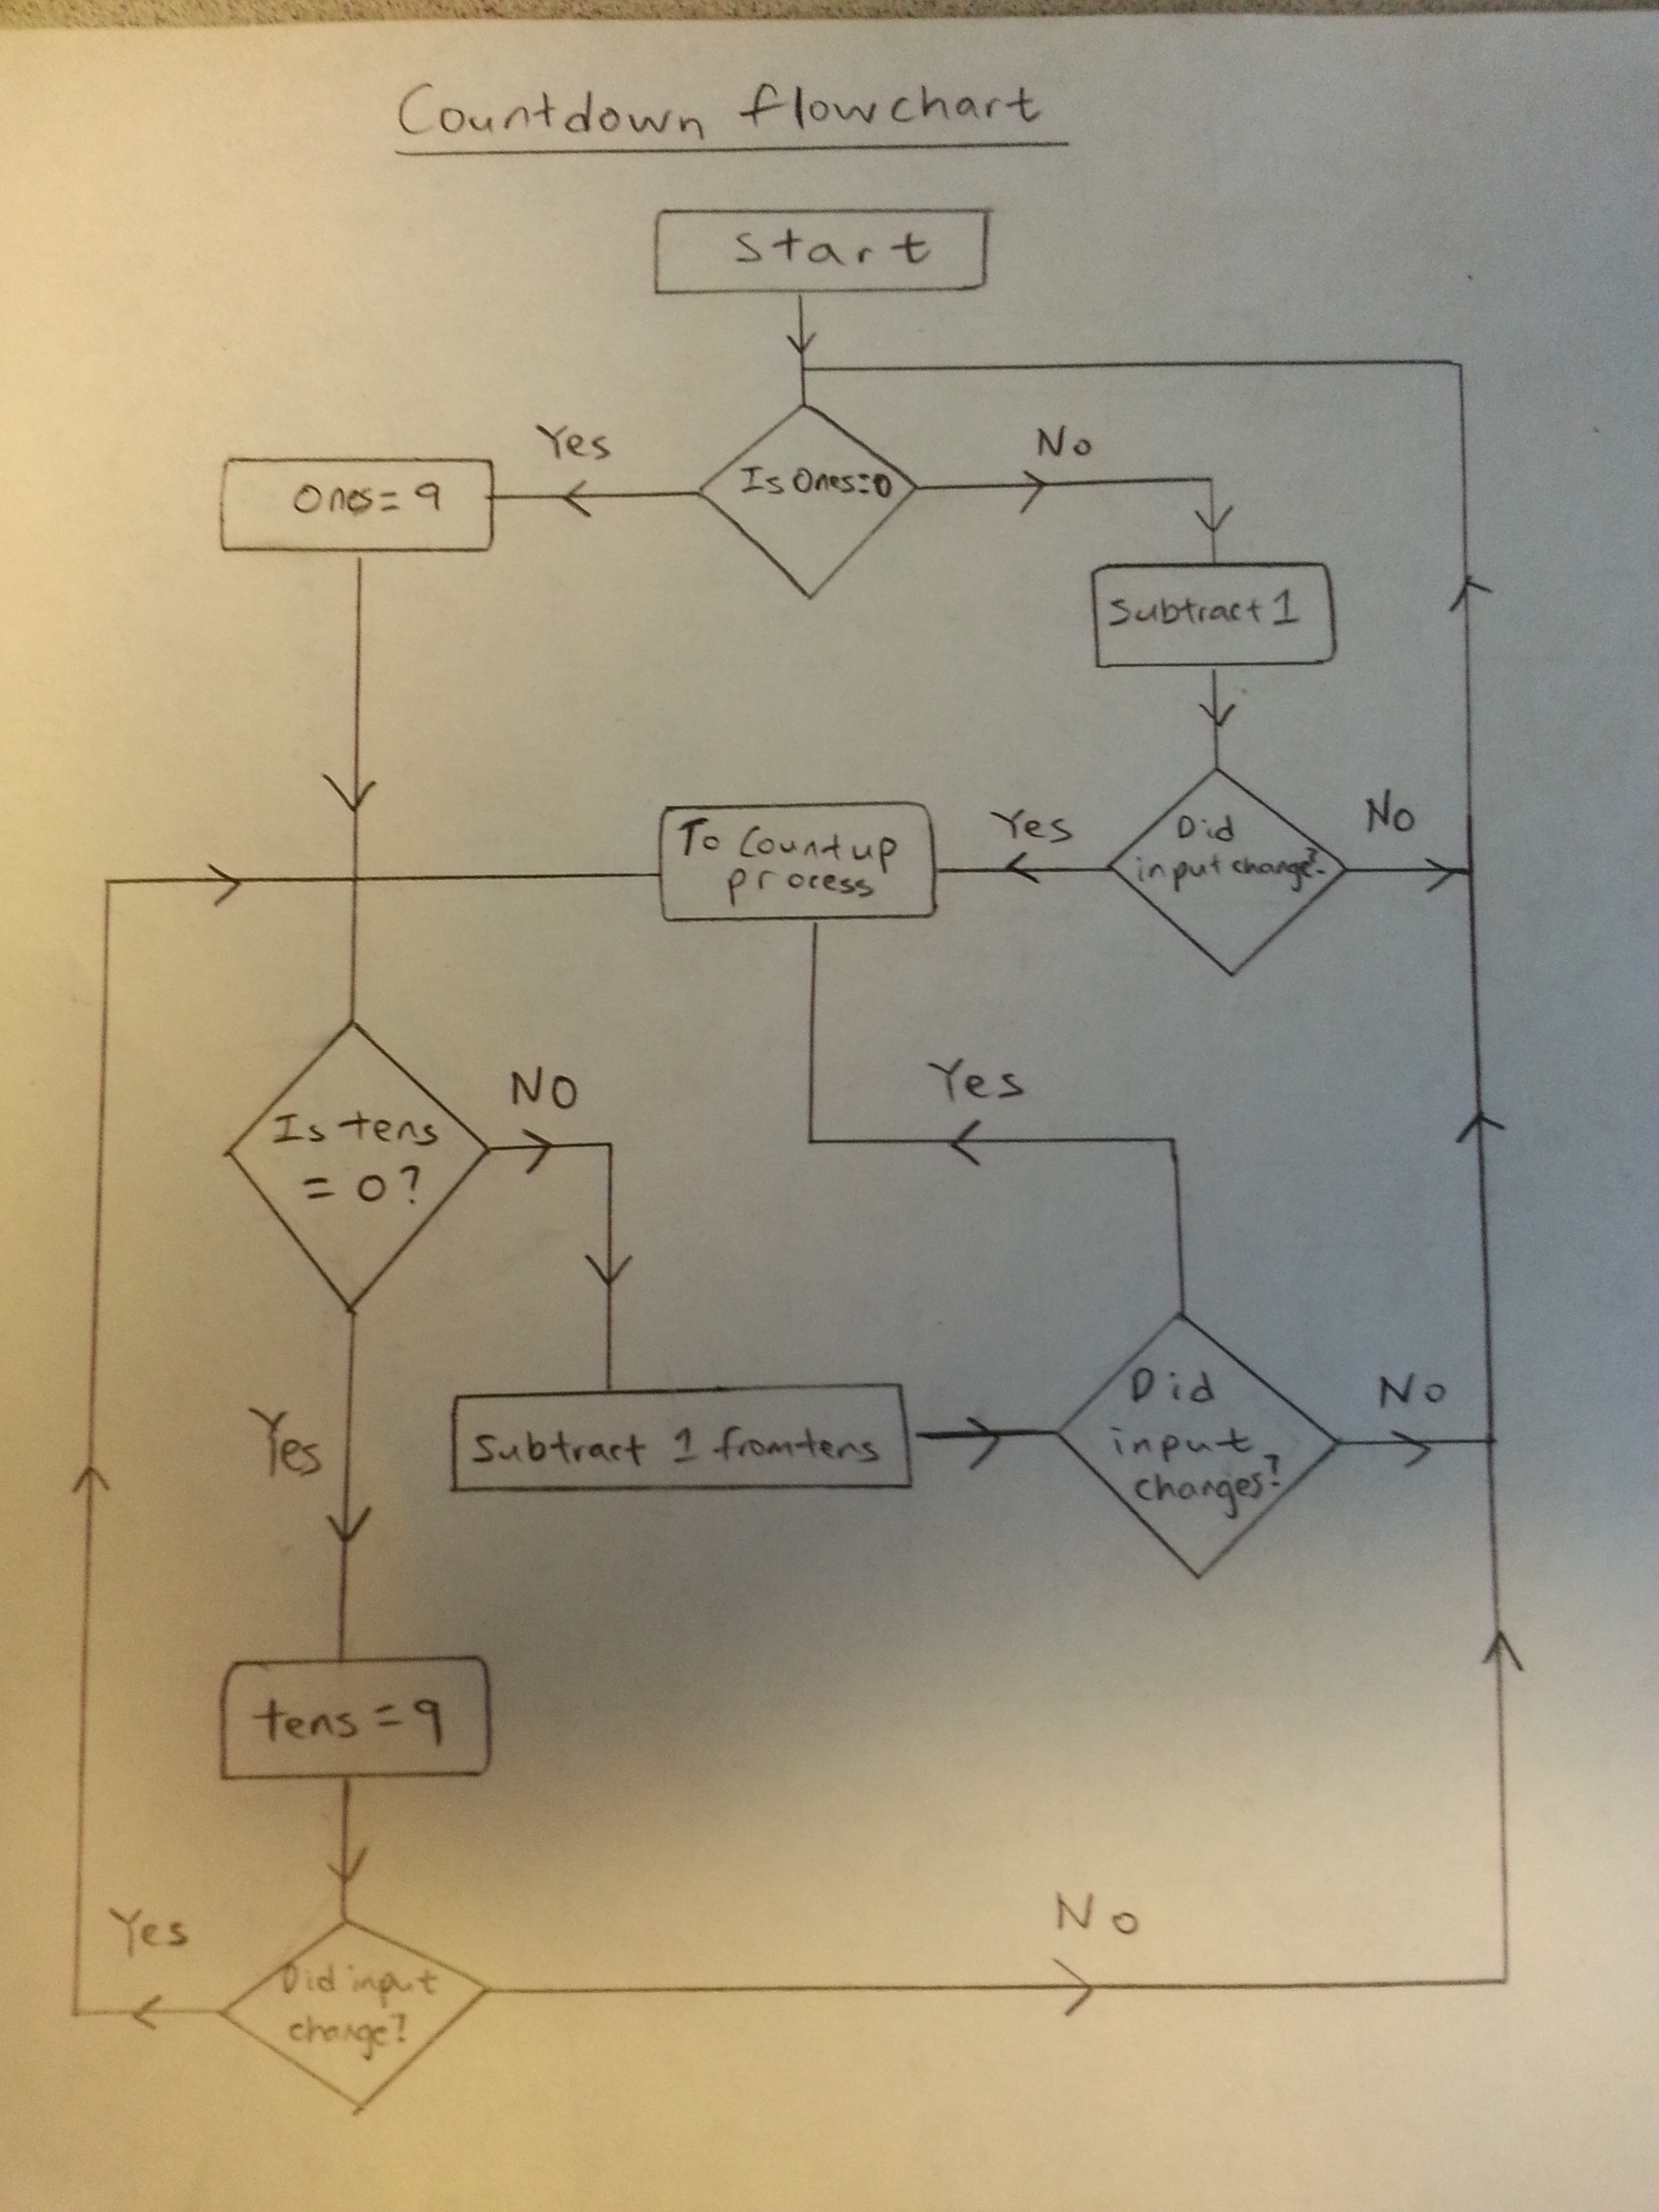 Countdown flowchart
Start
Yes
No
Is Ones=0
Ones=9
Subtract 1
To Countup
process
Yes
Did
input change?
No
Is tens
= 0?
NO
Yes
Yes
Subtract 1 from tens
Did
input
changes?
No
tens=9
Yes
Did input
change?
No